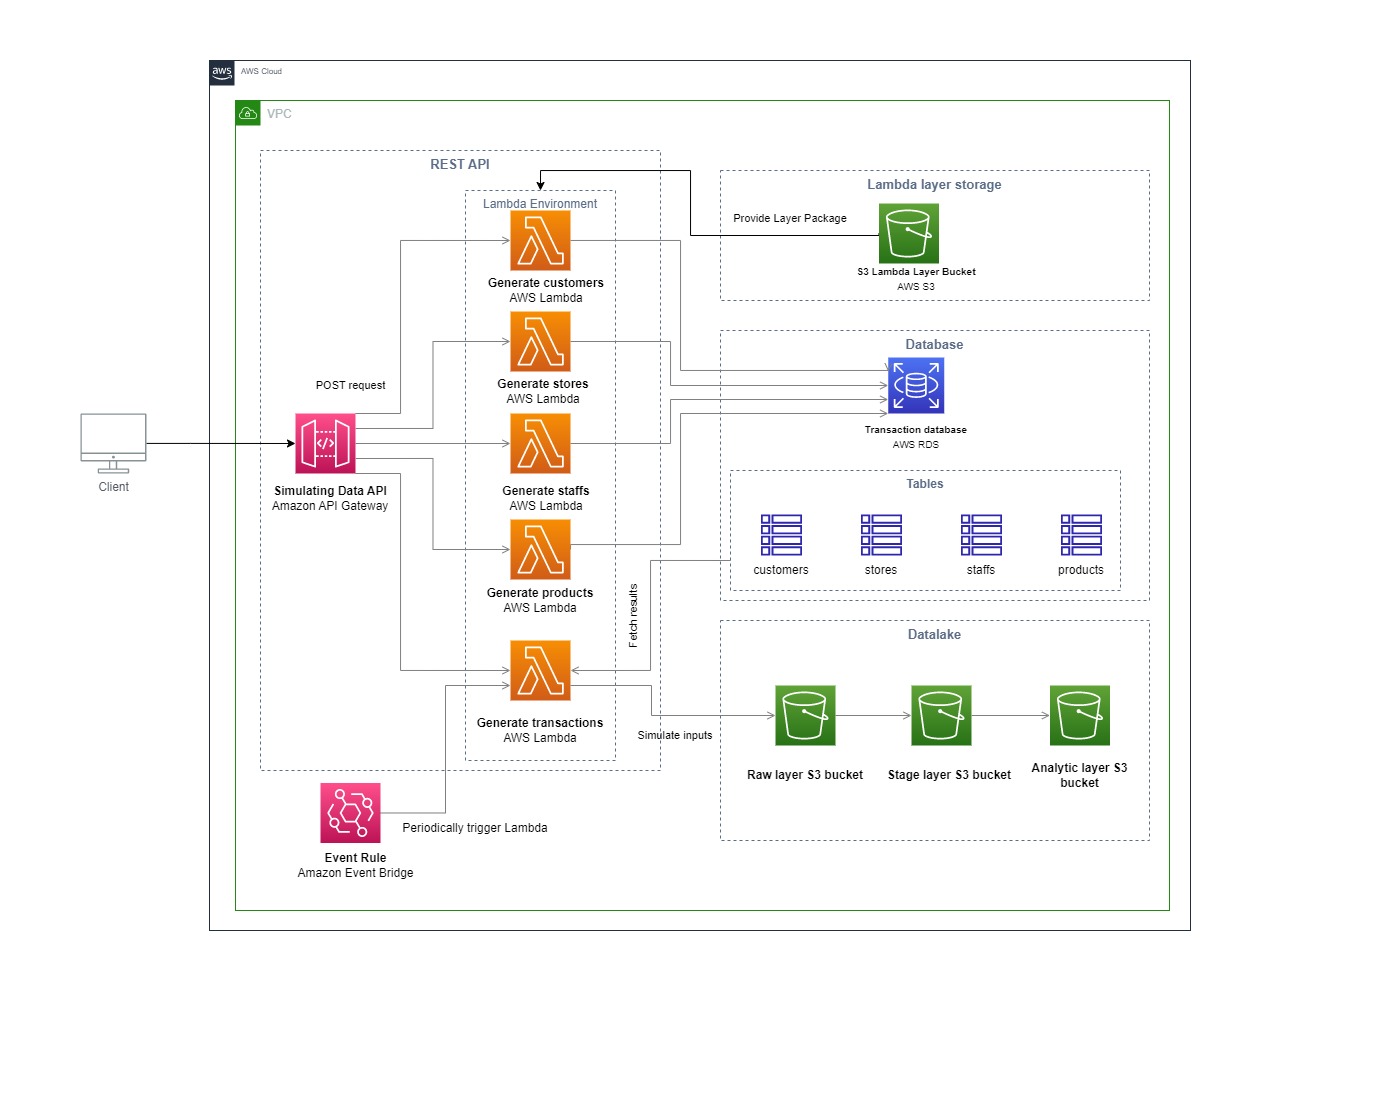 aws
AWS Cloud
VPC
REST API
Lambda Environment
Generate customers
AWS Lambda
Generate stores
AWS Lambda
POST request
Generate staffs
AWS Lambda
Client
</>
Simulating Data API
Amazon API Gateway
Generate products
AWS Lambda
Generate transactions
AWS Lambda
Event Rule
Amazon Event Bridge
Periodically trigger Lambda
Lambda layer storage
Provide Layer Package
S3 Lambda Layer Bucket
AWS S3
Database
Transaction database
AWS RDS
Tables
customers
stores
staffs
products
Fetch results
Simulate inputs
Datalake
Raw layer S3 bucket
Stage layer S3 bucket
Analytic layer S3
bucket